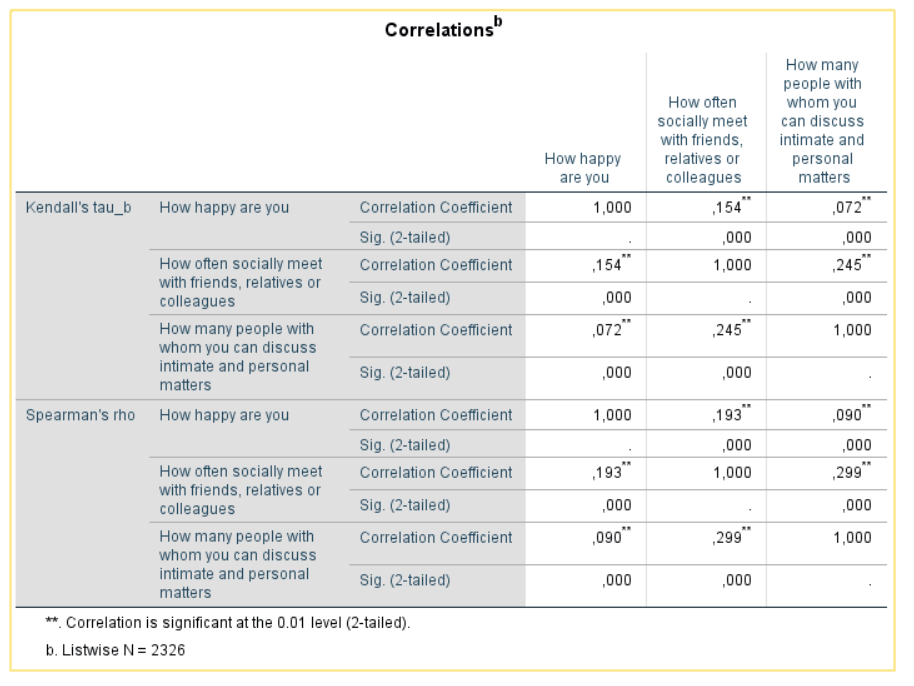 Correlationsb
How happy are you
How often socially meet with friends, relatives or colleagues
How many people with whom you can discuss intimate and personal matters
Kendall's tau_b How happy are you Correlation Coefficient 1,000 ,154** ,072**
Sig. (2-tailed) . ,000 ,000
How often socially meet with friends, relatives or colleagues Correlation Coefficient ,154** 1,000 ,245**
Sig. (2-tailed) ,000 . ,000
How many people with whom you can discuss intimate and personal matters Correlation Coefficient ,072** ,245** 1,000
Sig. (2-tailed) ,000 ,000 .
Spearman's rho How happy are you Correlation Coefficient 1,000 ,193** ,090**
Sig. (2-tailed) . ,000 ,000
How often socially meet with friends, relatives or colleagues Correlation Coefficient ,193** 1,000 ,299**
Sig. (2-tailed) ,000 . ,000
How many people with whom you can discuss intimate and personal matters Correlation Coefficient ,090** ,299** 1,000
Sig. (2-tailed) ,000 ,000 .
**. Correlation is significant at the 0.01 level (2-tailed).
b. Listwise N = 2326